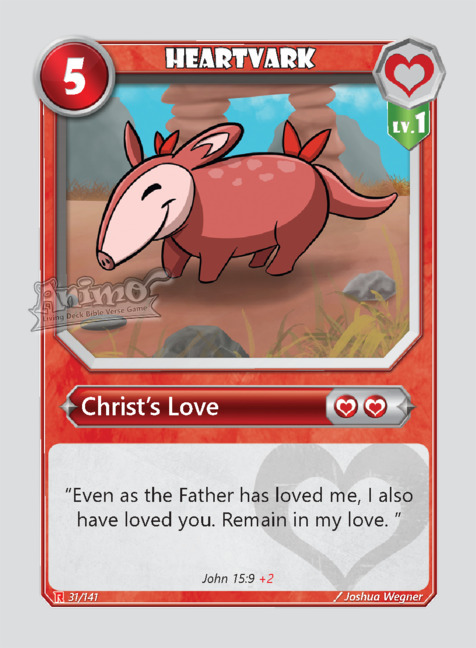 HEARTVARK
5
LV.1
Animo
Living Deck Bible Verse Game
Christ's Love
“Even as the Father has loved me, I also
have loved you. Remain in my love. ”
John 15:9 +2
R 31/141
Joshua Wegner